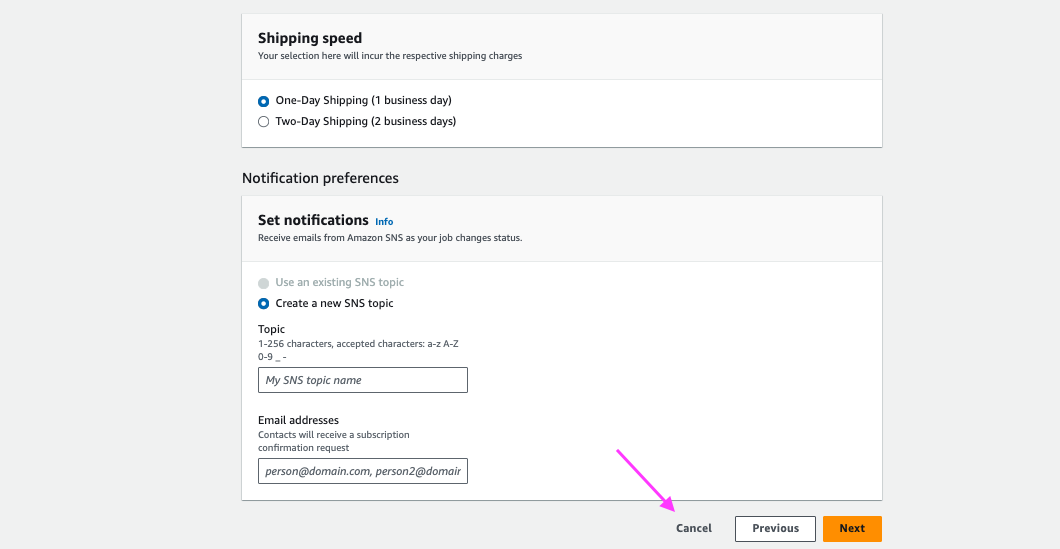 Shipping speed
Your selection here will incur the respective shipping charges
One-Day Shipping (1 business day)
Two-Day Shipping (2 business days)
Notification preferences
Set notifications Info
Receive emails from Amazon SNS as your job changes status.
Use an existing SNS topic
Create a new SNS topic
Topic
1-256 characters, accepted characters: a-z A-Z
0-9 _ -
My SNS topic name
Email addresses
Contacts will receive a subscription
confirmation request
person@domain.com, person2@domair
Cancel Previous Next